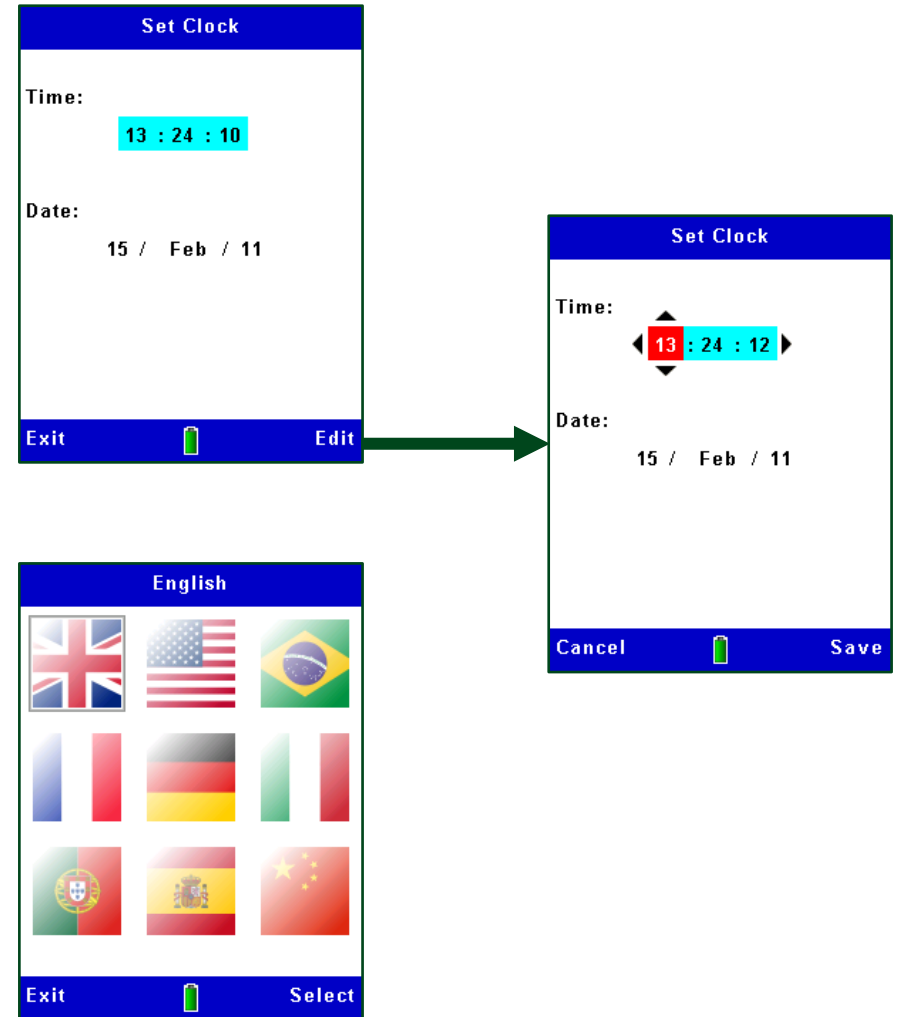 Set Clock
Time:
13 : 24 : 10
Date:
15 / Feb / 11
Exit Edit
Set Clock
Time:
13 : 24 : 12
Date:
15 / Feb / 11
Cancel Save
English
Exit Select